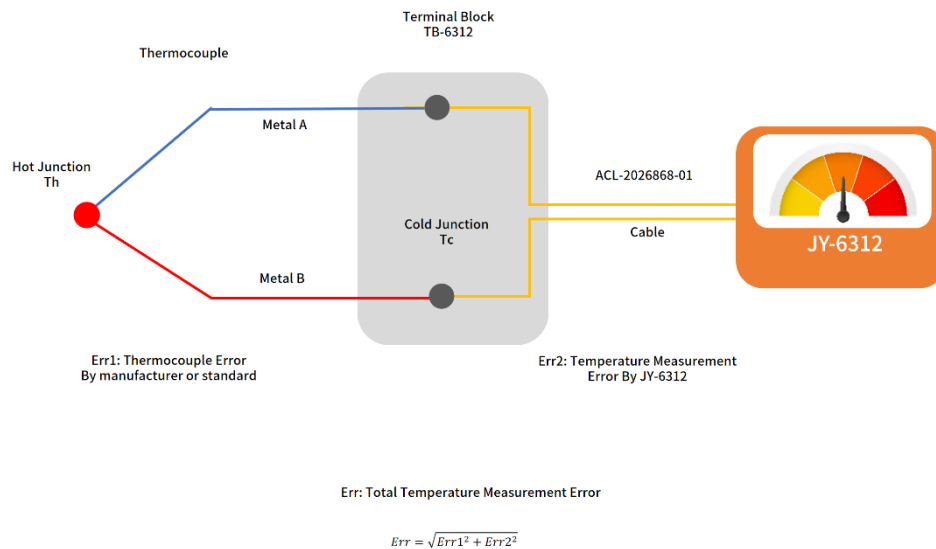 Terminal Block
TB-6312
Thermocouple
Metal A
Hot Junction
Th
ACL-2026868-01
Cold Junction
Tc
Cable
JY-6312
Metal B
Err1: Thermocouple Error
By manufacturer or standard
Err2: Temperature Measurement
Error By JY-6312
Err: Total Temperature Measurement Error
Err = √(Err1² + Err2²)